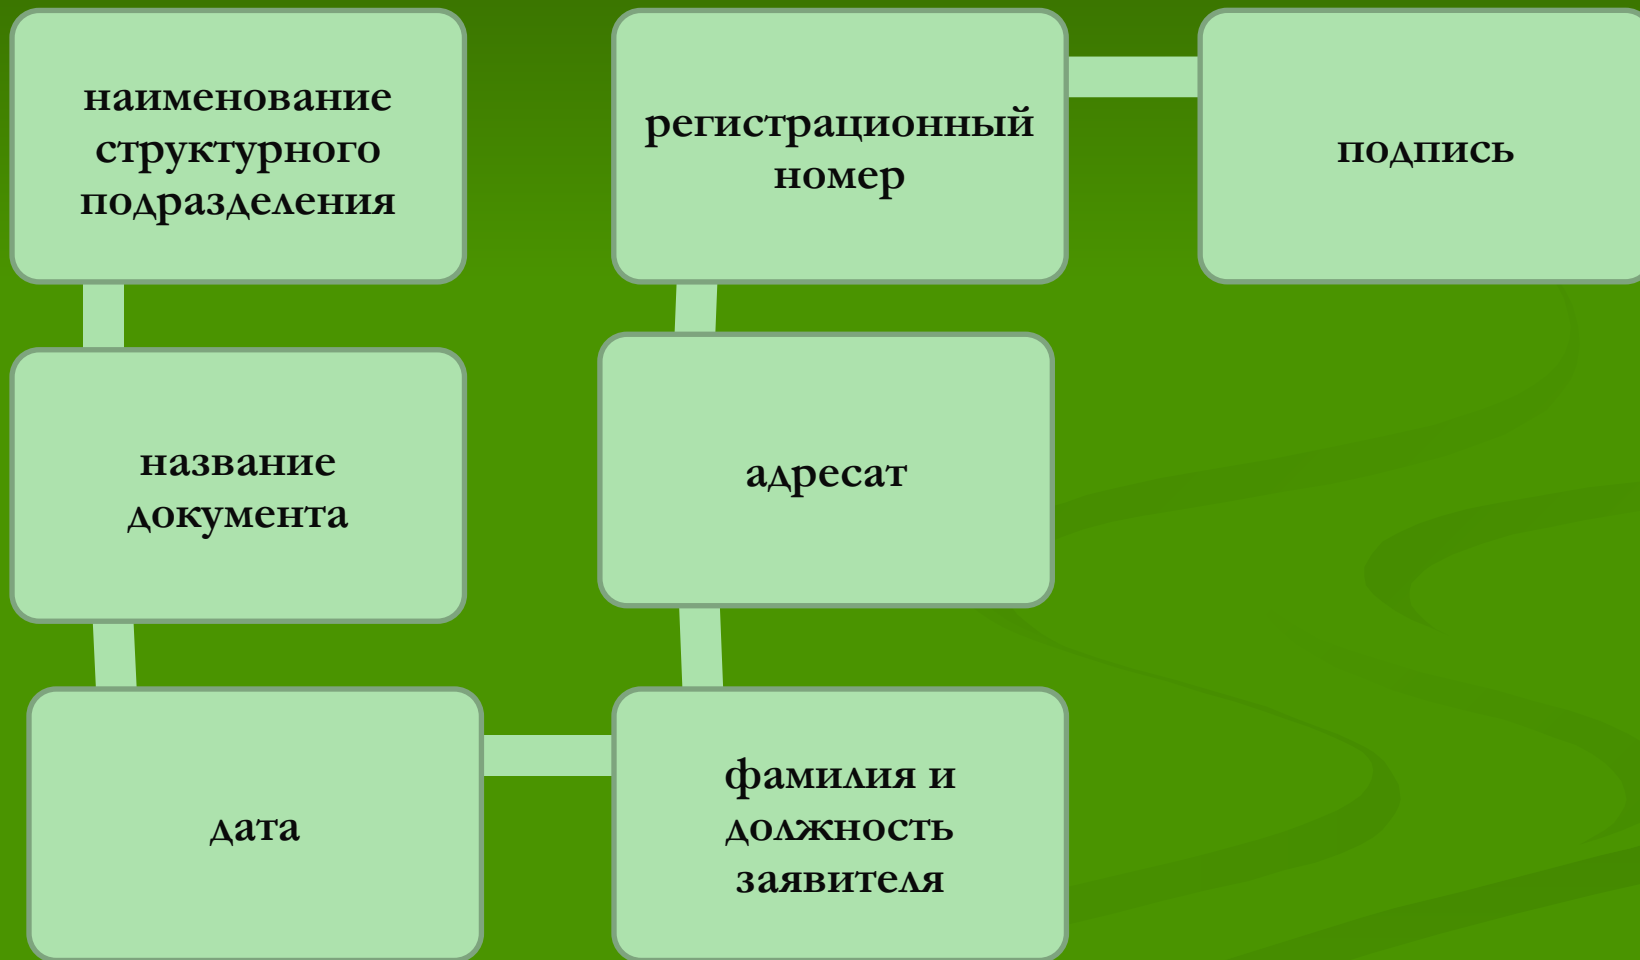 наименование
структурного
подразделения
название
документа
дата
фамилия и
должность
заявителя
адресат
регистрационный
номер
подпись